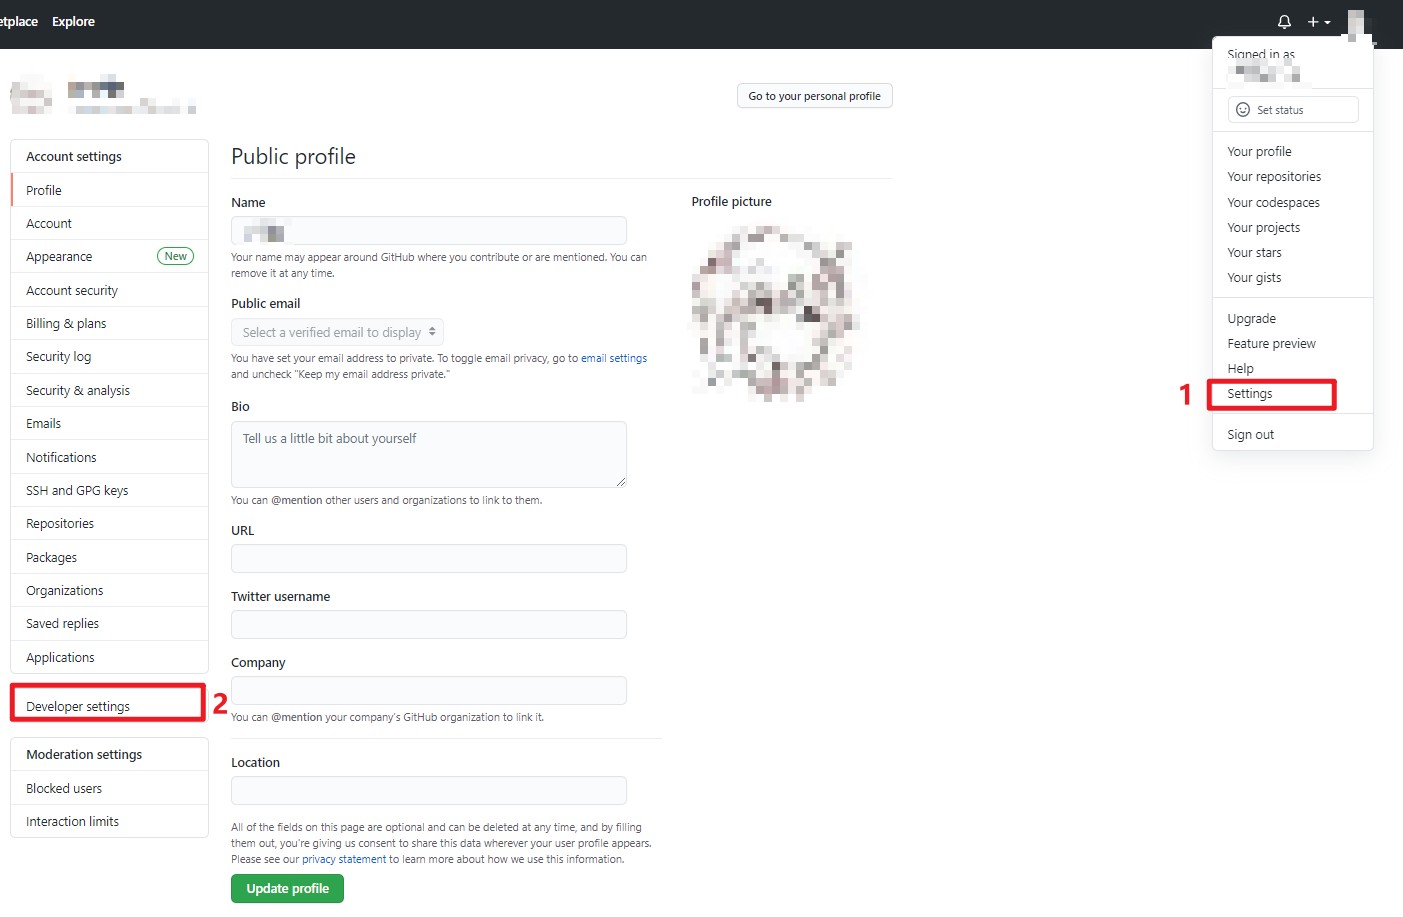 etplace Explore
Signed in as
Set status
Your profile
Your repositories
Your codespaces
Your projects
Your stars
Your gists
Upgrade
Feature preview
Help
1 Settings
Sign out
Go to your personal profile
Account settings
Profile
Account
Appearance New
Account security
Billing & plans
Security log
Security & analysis
Emails
Notifications
SSH and GPG keys
Repositories
Packages
Organizations
Saved replies
Applications
Developer settings 2
Moderation settings
Blocked users
Interaction limits
Public profile
Name
Your name may appear around GitHub where you contribute or are mentioned. You can
remove it at any time.
Public email
Select a verified email to display
You have set your email address to private. To toggle email privacy, go to email settings
and uncheck "Keep my email address private."
Bio
Tell us a little bit about yourself
You can @mention other users and organizations to link to them.
URL
Twitter username
Company
You can @mention your company's GitHub organization to link it.
Location
All of the fields on this page are optional and can be deleted at any time, and by filling
them out, you're giving us consent to share this data wherever your user profile appears.
Please see our privacy statement to learn more about how we use this information.
Update profile
Profile picture